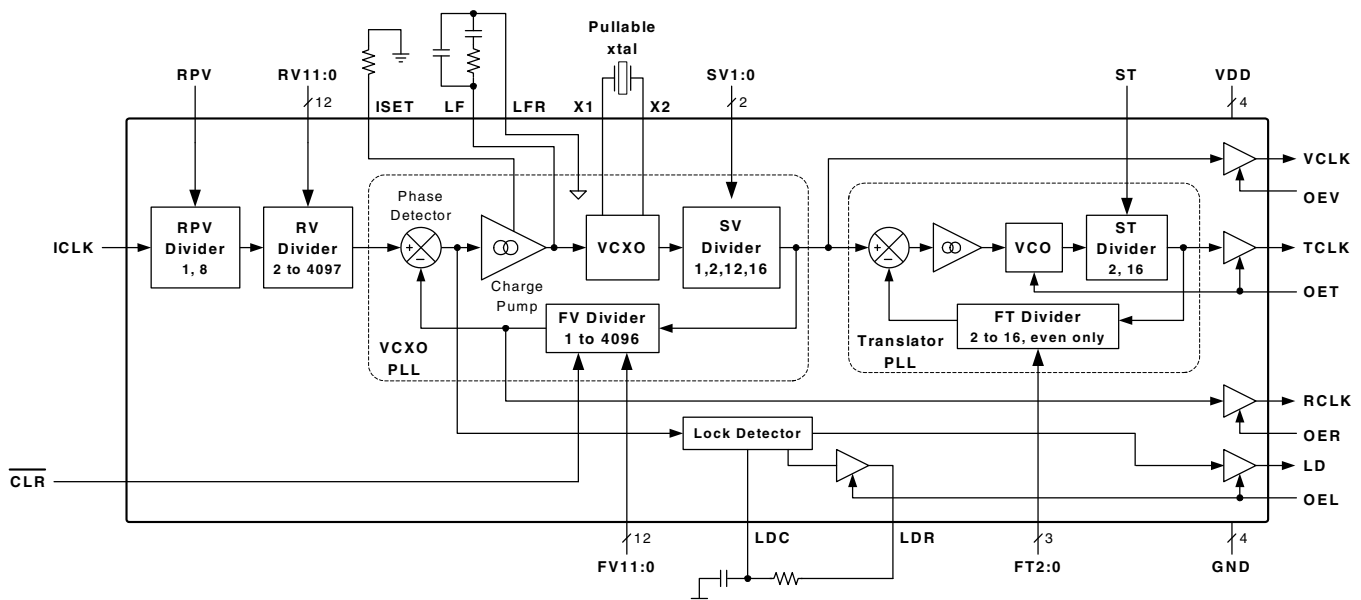 Pullable
xtal
RPV
RV11:0
12
ISET
LF
LFR
X1
X2
SV1:0
2
ST
VDD
4
VCLK
OEV
Phase
Detector
ICLK
RPV
Divider
1, 8
RV
Divider
2 to 4097
+
−
Charge
Pump
VCXO
SV
Divider
1,2,12,16
+
−
VCO
ST
Divider
2, 16
TCLK
OET
FV Divider
1 to 4096
VCXO
PLL
FT Divider
2 to 16, even only
Translator
PLL
RCLK
OER
Lock Detector
LD
OEL
CLR
12
FV11:0
LDC
LDR
3
FT2:0
4
GND